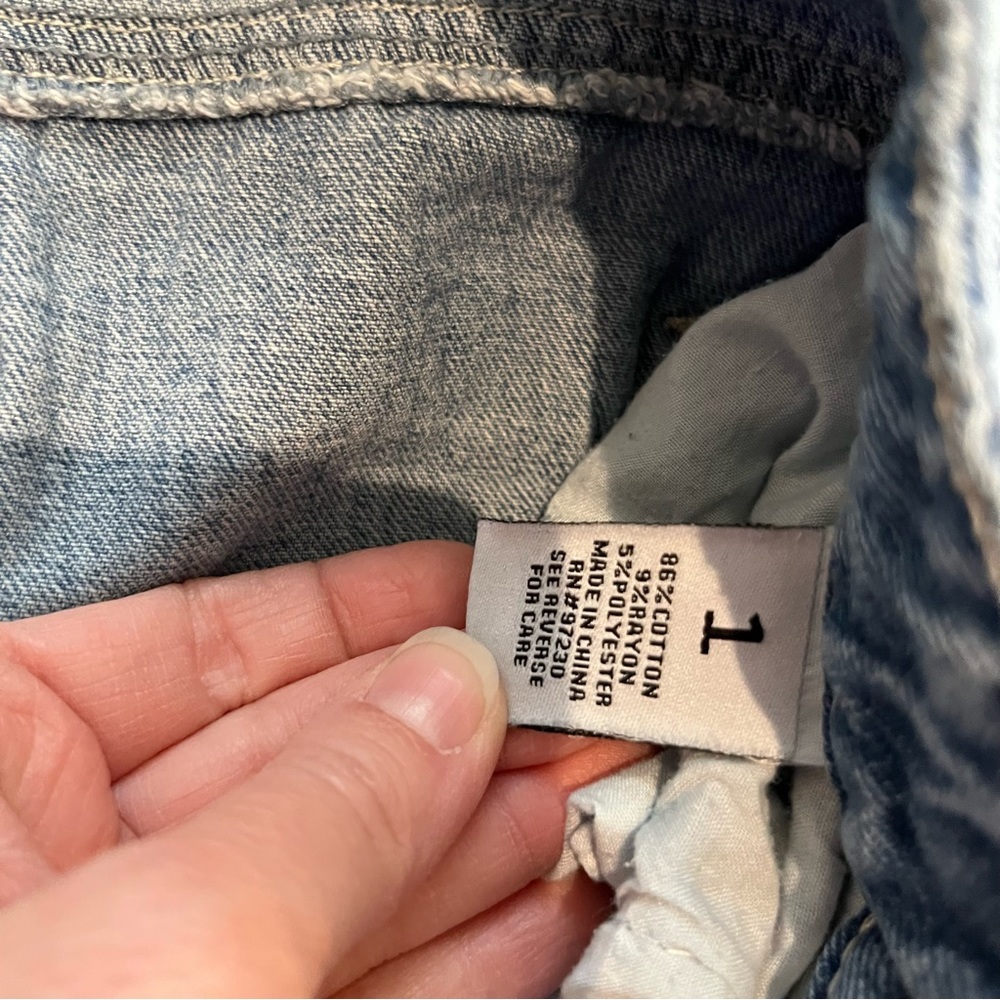 1
86%COTTON
9%RAYON
5%POLYESTER
MADE IN CHINA
RN#97230
SEE REVERSE
FOR CARE